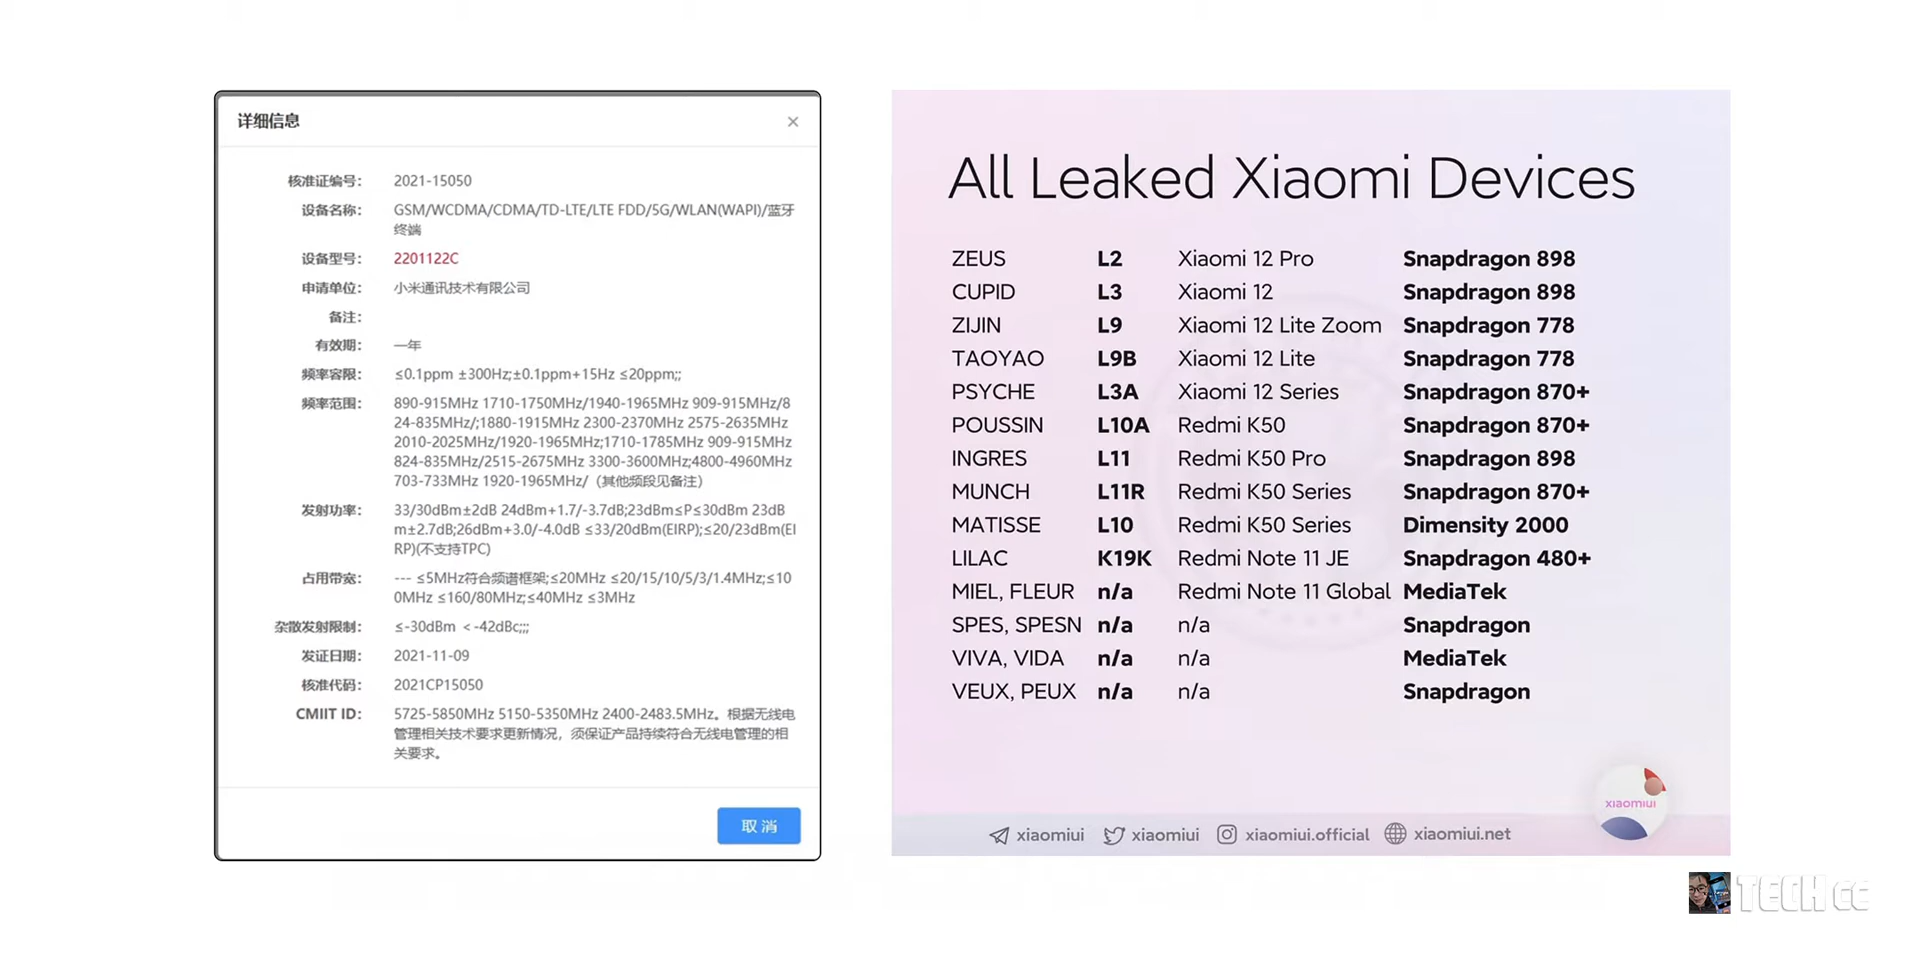 详细信息
×
核准证编号： 2021-15050
设备名称： GSM/WCDMA/CDMA/TD-LTE/LTE FDD/5G/WLAN(WAPI)/蓝牙
终端
设备型号： 2201122C
申请单位： 小米通讯技术有限公司
备注：
有效期： 一年
频率容限： ≤0.1ppm ±300Hz;±0.1ppm+15Hz ≤20ppm;;
频率范围： 890-915MHz 1710-1750MHz/1940-1965MHz 909-915MHz/8
24-835MHz/;1880-1915MHz 2300-2370MHz 2575-2635MHz
2010-2025MHz/1920-1965MHz;1710-1785MHz 909-915MHz
824-835MHz/2515-2675MHz 3300-3600MHz;4800-4960MHz
703-733MHz 1920-1965MHz/（其他频段见备注）
发射功率： 33/30dBm±2dB 24dBm+1.7/-3.7dB;23dBm≤P≤30dBm 23dB
m±2.7dB;26dBm+3.0/-4.0dB ≤33/20dBm(EIRP);≤20/23dBm(EI
RP)(不支持TPC)
占用带宽： --- ≤5MHz符合频谱框架;≤20MHz ≤20/15/10/5/3/1.4MHz;≤10
0MHz ≤160/80MHz;≤40MHz ≤3MHz
杂散发射限制： ≤-30dBm ＜-42dBc;;;
发证日期： 2021-11-09
核准代码： 2021CP15050
CMIIT ID： 5725-5850MHz 5150-5350MHz 2400-2483.5MHz。根据无线电
管理相关技术要求更新情况，须保证产品持续符合无线电管理的相
关要求。
取 消
All Leaked Xiaomi Devices
ZEUS L2 Xiaomi 12 Pro Snapdragon 898
CUPID L3 Xiaomi 12 Snapdragon 898
ZIJIN L9 Xiaomi 12 Lite Zoom Snapdragon 778
TAOYAO L9B Xiaomi 12 Lite Snapdragon 778
PSYCHE L3A Xiaomi 12 Series Snapdragon 870+
POUSSIN L10A Redmi K50 Snapdragon 870+
INGRES L11 Redmi K50 Pro Snapdragon 898
MUNCH L11R Redmi K50 Series Snapdragon 870+
MATISSE L10 Redmi K50 Series Dimensity 2000
LILAC K19K Redmi Note 11 JE Snapdragon 480+
MIEL, FLEUR n/a Redmi Note 11 Global MediaTek
SPES, SPESN n/a n/a Snapdragon
VIVA, VIDA n/a n/a MediaTek
VEUX, PEUX n/a n/a Snapdragon
xiaomiui
xiaomiui xiaomiui xiaomiui.official xiaomiui.net
TECH CE